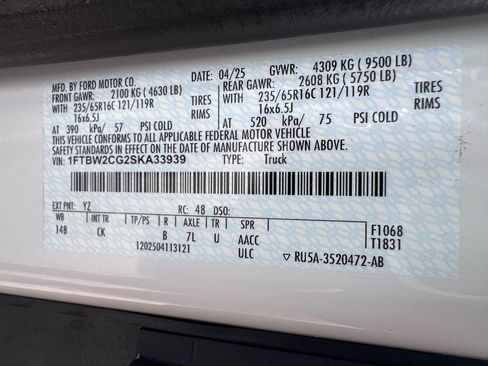 MFD. BY FORD MOTOR CO. DATE: 04/25 GVWR: 4309 KG ( 9500 LB)
FRONT GAWR: 2100 KG ( 4630 LB) REAR GAWR: 2608 KG ( 5750 LB)
WITH 235/65R16C 121/119R TIRES WITH 235/65R16C 121/119R TIRES
16x6.5J RIMS 16x6.5J RIMS
AT 390 kPa/ 57 PSI COLD AT 520 kPa/ 75 PSI COLD
THIS VEHICLE CONFORMS TO ALL APPLICABLE FEDERAL MOTOR VEHICLE
SAFETY STANDARDS IN EFFECT ON DATE OF MANUFACTURE SHOWN ABOVE.
VIN: 1FTBW2CG2SKA33939 TYPE: Truck
EXT PNT: YZ RC: 48 DSO:
WB INT TR TP/PS R AXLE TR SPR F1068
148 CK B 7L U AACC T1831
1202504113121 ULC RU5A-3520472-AB